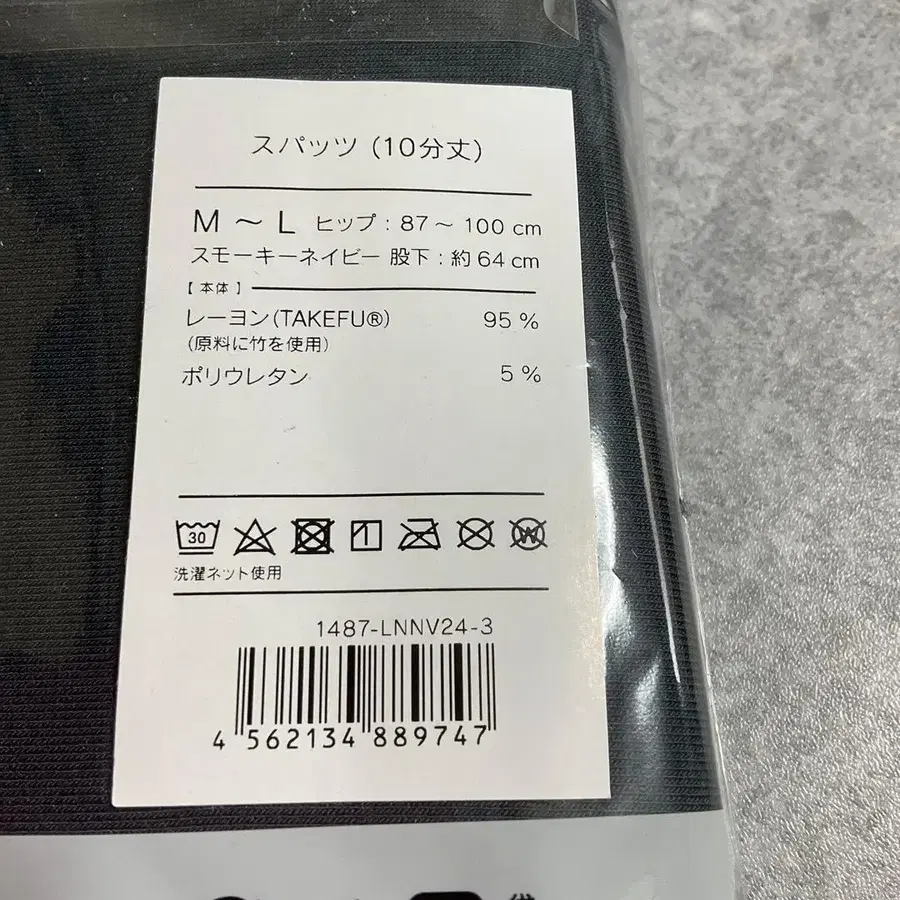 スパッツ (10分丈)
M ～ L ヒップ : 87 ～ 100 cm
スモーキーネイビー 股下 : 約 64 cm
【 本体 】
レーヨン(TAKEFU®) 95 %
(原料に竹を使用)
ポリウレタン 5 %
30 W
洗濯ネット使用
1487-LNNV24-3
4 562134 889747